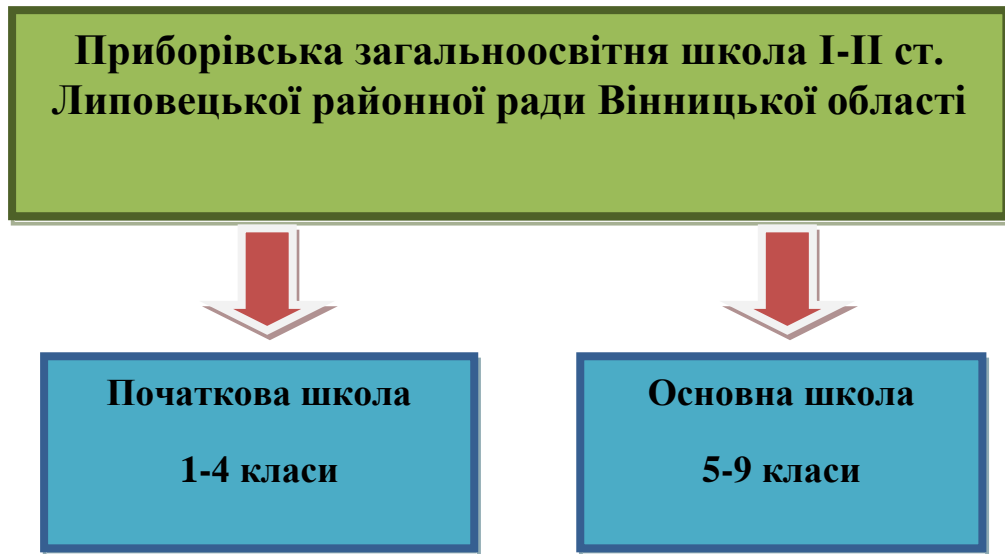 Приборівська загальноосвітня школа І-ІІ ст.
Липовецької районної ради Вінницької області
Початкова школа
1-4 класи
Основна школа
5-9 класи